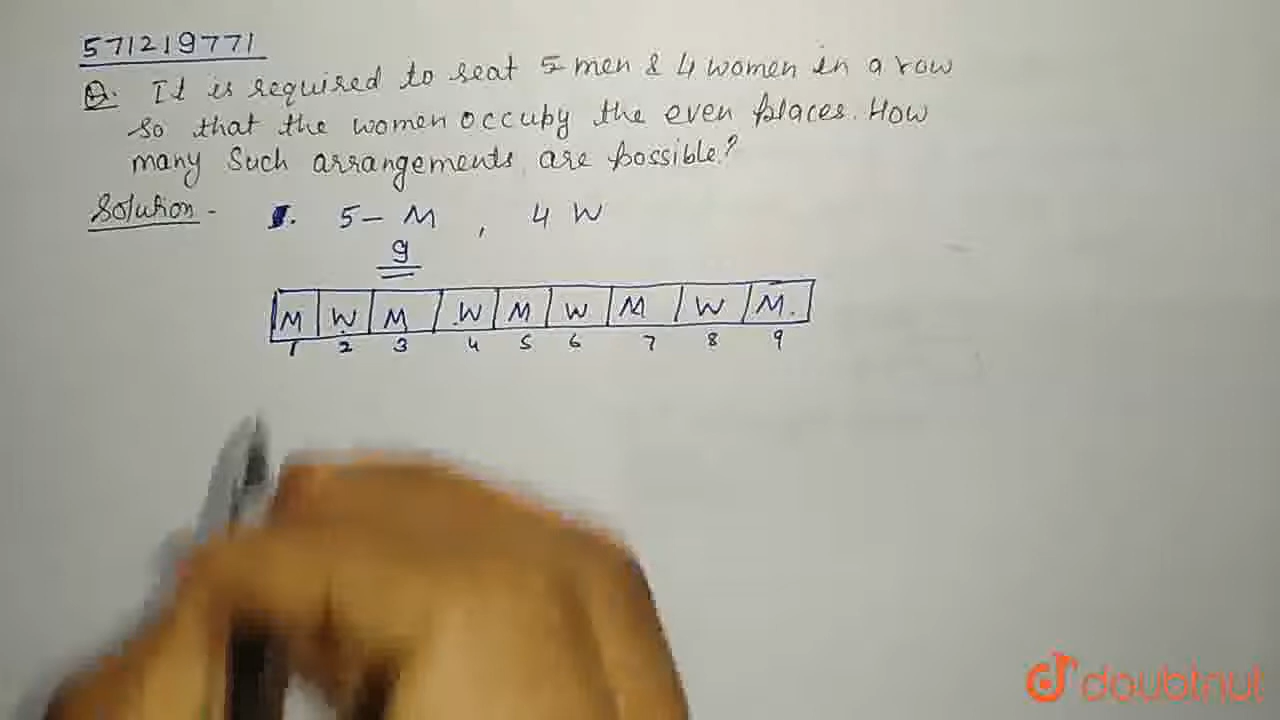 571219771
Q. It is required to seat 5 men & 4 women in a row
so that the women occupy the even places. How
many such arrangements are possible?
Solution - . 5 - M , 4 W
9
M W M W M W M W M.
1 2 3 4 5 6 7 8 9
doubtnut